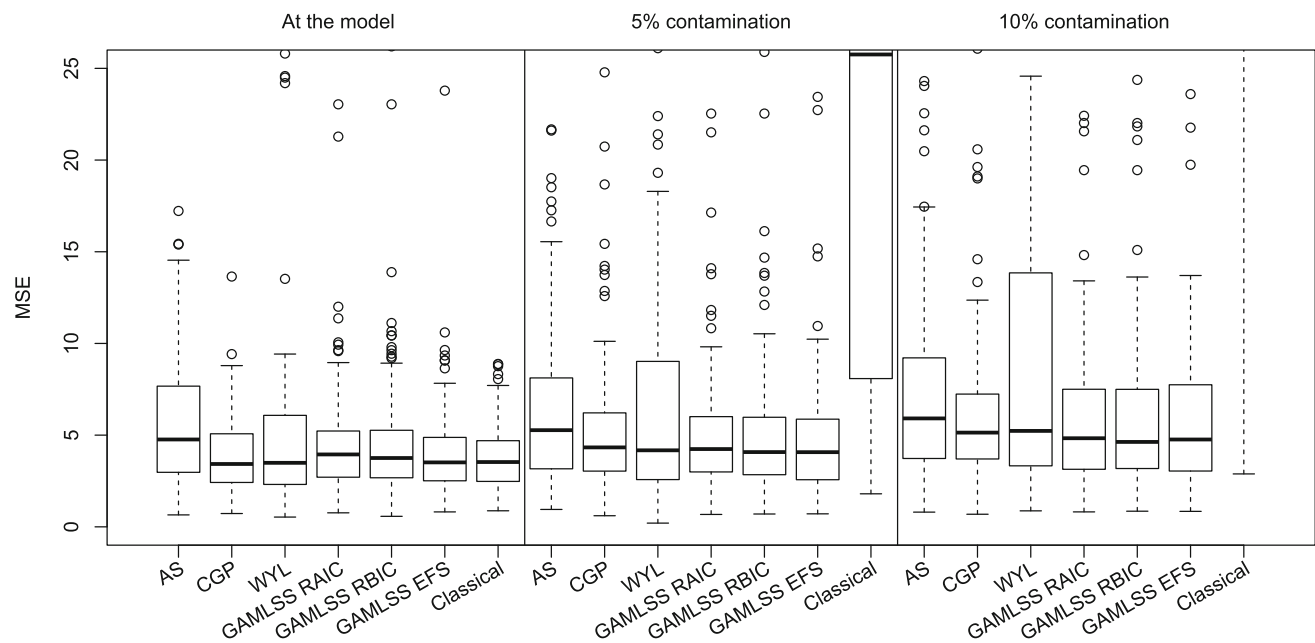 At the model
5% contamination
10% contamination
MSE
25
20
15
10
5
0
AS
CGP
WYL
GAMLSS RAIC
GAMLSS RBIC
GAMLSS EFS
Classical
AS
CGP
WYL
GAMLSS RAIC
GAMLSS RBIC
GAMLSS EFS
Classical
AS
CGP
WYL
GAMLSS RAIC
GAMLSS RBIC
GAMLSS EFS
Classical